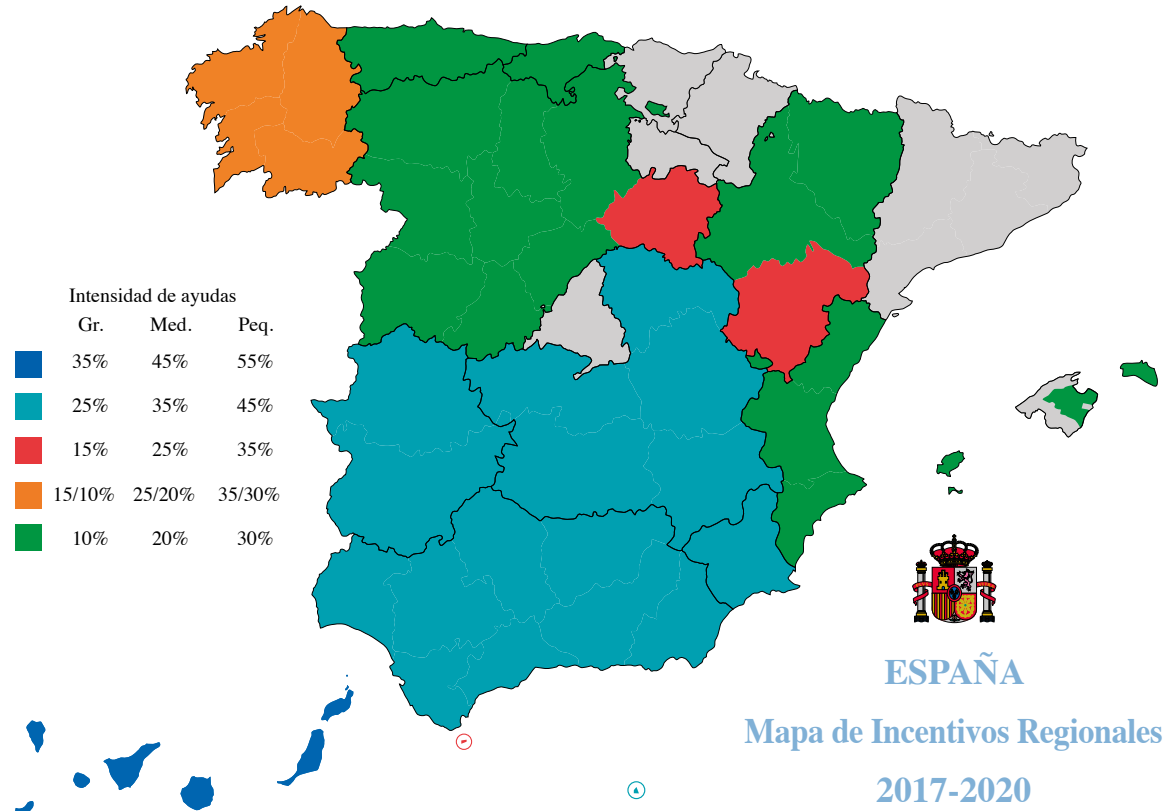 Intensidad de ayudas
Gr. Med. Peq.
35% 45% 55%
25% 35% 45%
15% 25% 35%
15/10% 25/20% 35/30%
10% 20% 30%
ESPAÑA
Mapa de Incentivos Regionales
2017-2020